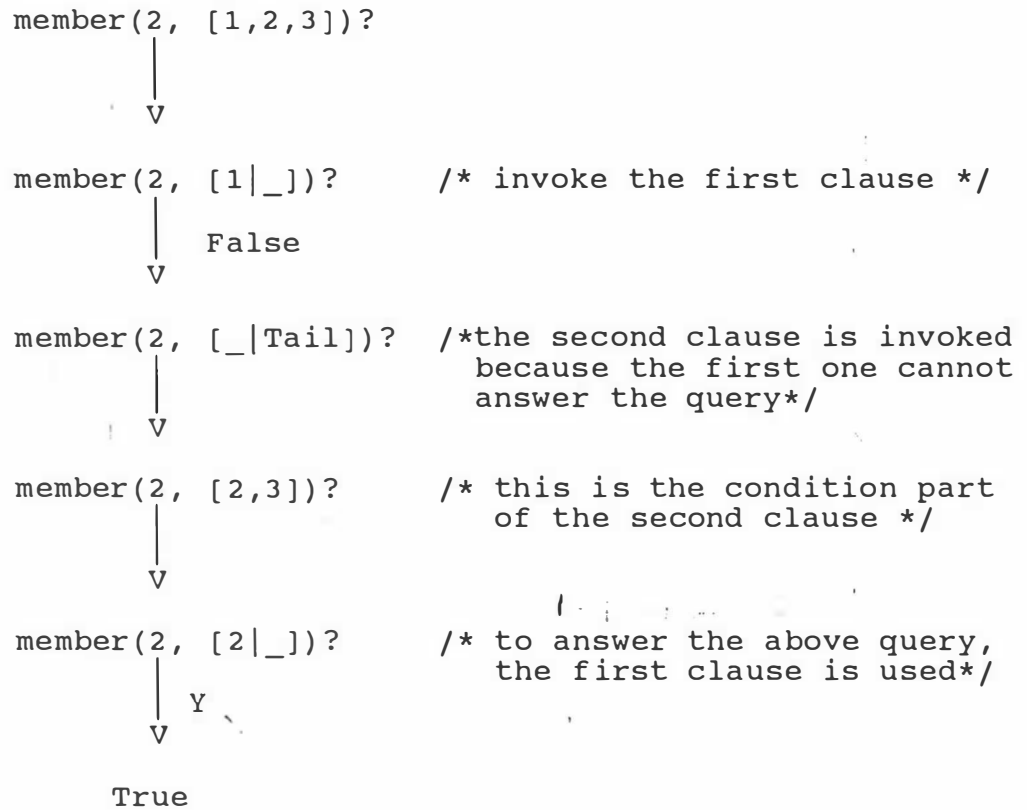 member(2, [1,2,3])?
V
member(2, [1|_])? /* invoke the first clause */
False
V
member(2, [_|Tail])? /*the second clause is invoked
because the first one cannot
answer the query*/
V
member(2, [2,3])? /* this is the condition part
of the second clause */
V
member(2, [2|_])? /* to answer the above query,
the first clause is used*/
Y
V
True